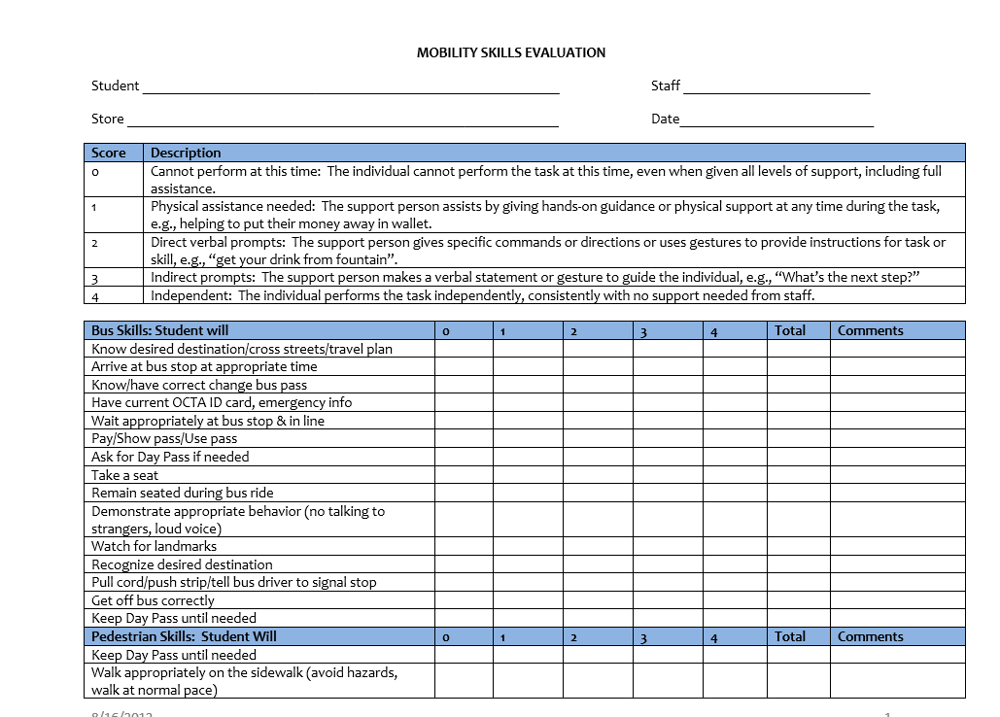 MOBILITY SKILLS EVALUATION
Student ______________ Staff ______________
Store ______________ Date______________
Score Description
0 Cannot perform at this time: The individual cannot perform the task at this time, even when given all levels of support, including full
assistance.
1 Physical assistance needed: The support person assists by giving hands-on guidance or physical support at any time during the task,
e.g., helping to put their money away in wallet.
2 Direct verbal prompts: The support person gives specific commands or directions or uses gestures to provide instructions for task or
skill, e.g., “get your drink from fountain”.
3 Indirect prompts: The support person makes a verbal statement or gesture to guide the individual, e.g., “What’s the next step?”
4 Independent: The individual performs the task independently, consistently with no support needed from staff.
Bus Skills: Student will 0 1 2 3 4 Total Comments
Know desired destination/cross streets/travel plan
Arrive at bus stop at appropriate time
Know/have correct change bus pass
Have current OCTA ID card, emergency info
Wait appropriately at bus stop & in line
Pay/Show pass/Use pass
Ask for Day Pass if needed
Take a seat
Remain seated during bus ride
Demonstrate appropriate behavior (no talking to
strangers, loud voice)
Watch for landmarks
Recognize desired destination
Pull cord/push strip/tell bus driver to signal stop
Get off bus correctly
Keep Day Pass until needed
Pedestrian Skills: Student Will 0 1 2 3 4 Total Comments
Keep Day Pass until needed
Walk appropriately on the sidewalk (avoid hazards,
walk at normal pace)
8/16/2012 1